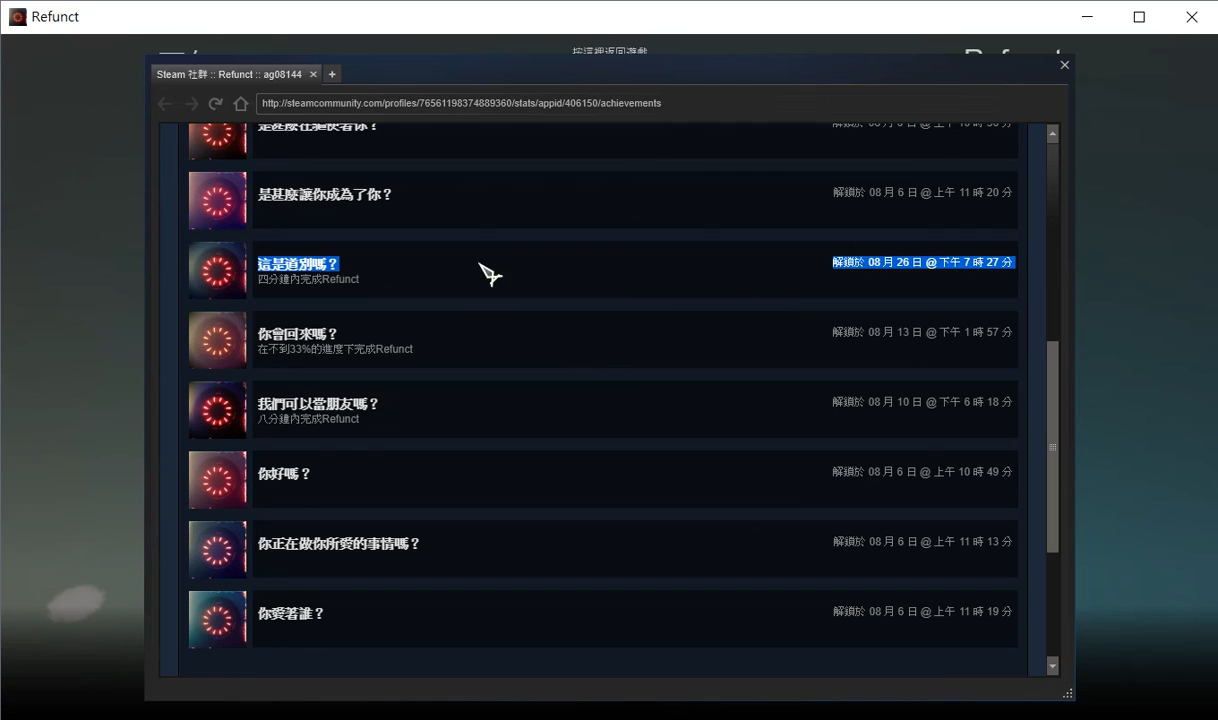 Refunct
按這裡返回遊戲
Steam 社群 :: Refunct :: ag08144
http://steamcommunity.com/profiles/76561198374889360/stats/appid/406150/achievements
是甚麼讓你成為了你？
解鎖於 08 月 6 日 @ 上午 11 時 20 分
這是道別嗎？
解鎖於 08 月 26 日 @ 下午 7 時 27 分
四分鐘內完成Refunct
你會回來嗎？
解鎖於 08 月 13 日 @ 下午 1 時 57 分
在不到33%的進度下完成Refunct
我們可以當朋友嗎？
解鎖於 08 月 10 日 @ 下午 6 時 18 分
八分鐘內完成Refunct
你好嗎？
解鎖於 08 月 6 日 @ 上午 10 時 49 分
你正在做你所愛的事情嗎？
解鎖於 08 月 6 日 @ 上午 11 時 13 分
你愛著誰？
解鎖於 08 月 6 日 @ 上午 11 時 19 分